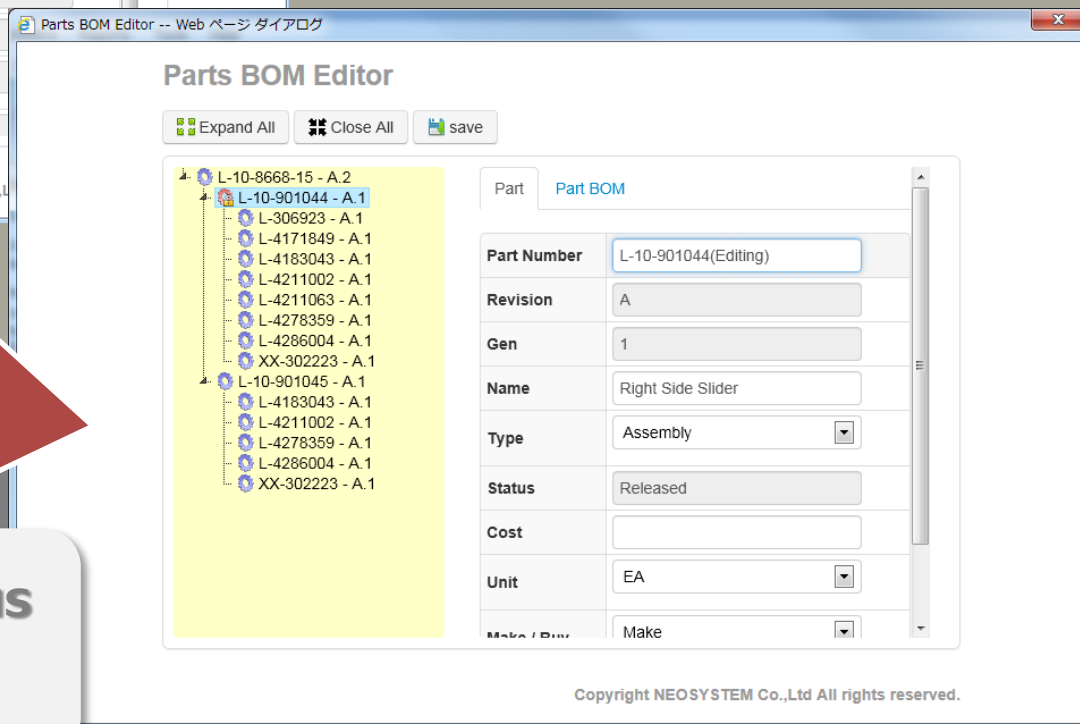 Parts BOM Editor -- Web ページ ダイアログ
Parts BOM Editor
Expand All Close All save
L-10-8668-15 - A.2
L-10-901044 - A.1
L-306923 - A.1
L-4171849 - A.1
L-4183043 - A.1
L-4211002 - A.1
L-4211063 - A.1
L-4278359 - A.1
L-4286004 - A.1
XX-302223 - A.1
L-10-901045 - A.1
L-4183043 - A.1
L-4211002 - A.1
L-4278359 - A.1
L-4286004 - A.1
XX-302223 - A.1
Part Part BOM
Part Number L-10-901044(Editing)
Revision A
Gen 1
Name Right Side Slider
Type Assembly
Status Released
Cost
Unit EA
Make / Buy Make
Copyright NEOSYSTEM Co.,Ltd All rights reserved.